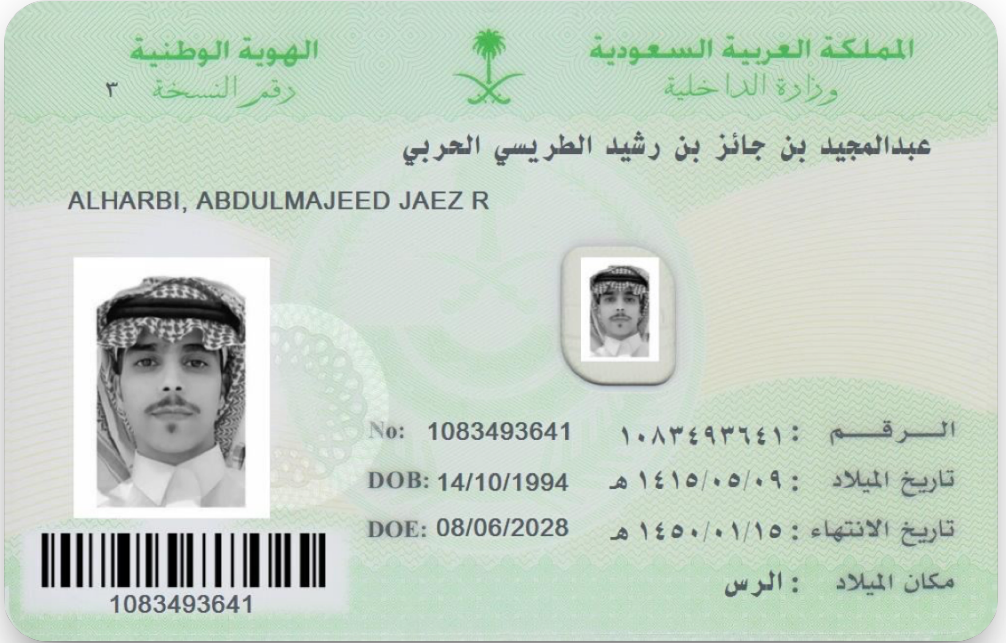 المملكة العربية السعودية
وزارة الداخلية
الهوية الوطنية
رقم النسخة ٣
عبدالمجيد بن جائز بن رشيد الطريسي الحربي
ALHARBI, ABDULMAJEED JAEZ R
الرقم : ١٠٨٣٤٩٣٦٤١ No: 1083493641
تاريخ الميلاد : ١٤١٥/٠٥/٠٩ هـ DOB: 14/10/1994
تاريخ الانتهاء : ١٤٥٠/٠١/١٥ هـ DOE: 08/06/2028
مكان الميلاد : الرس
1083493641